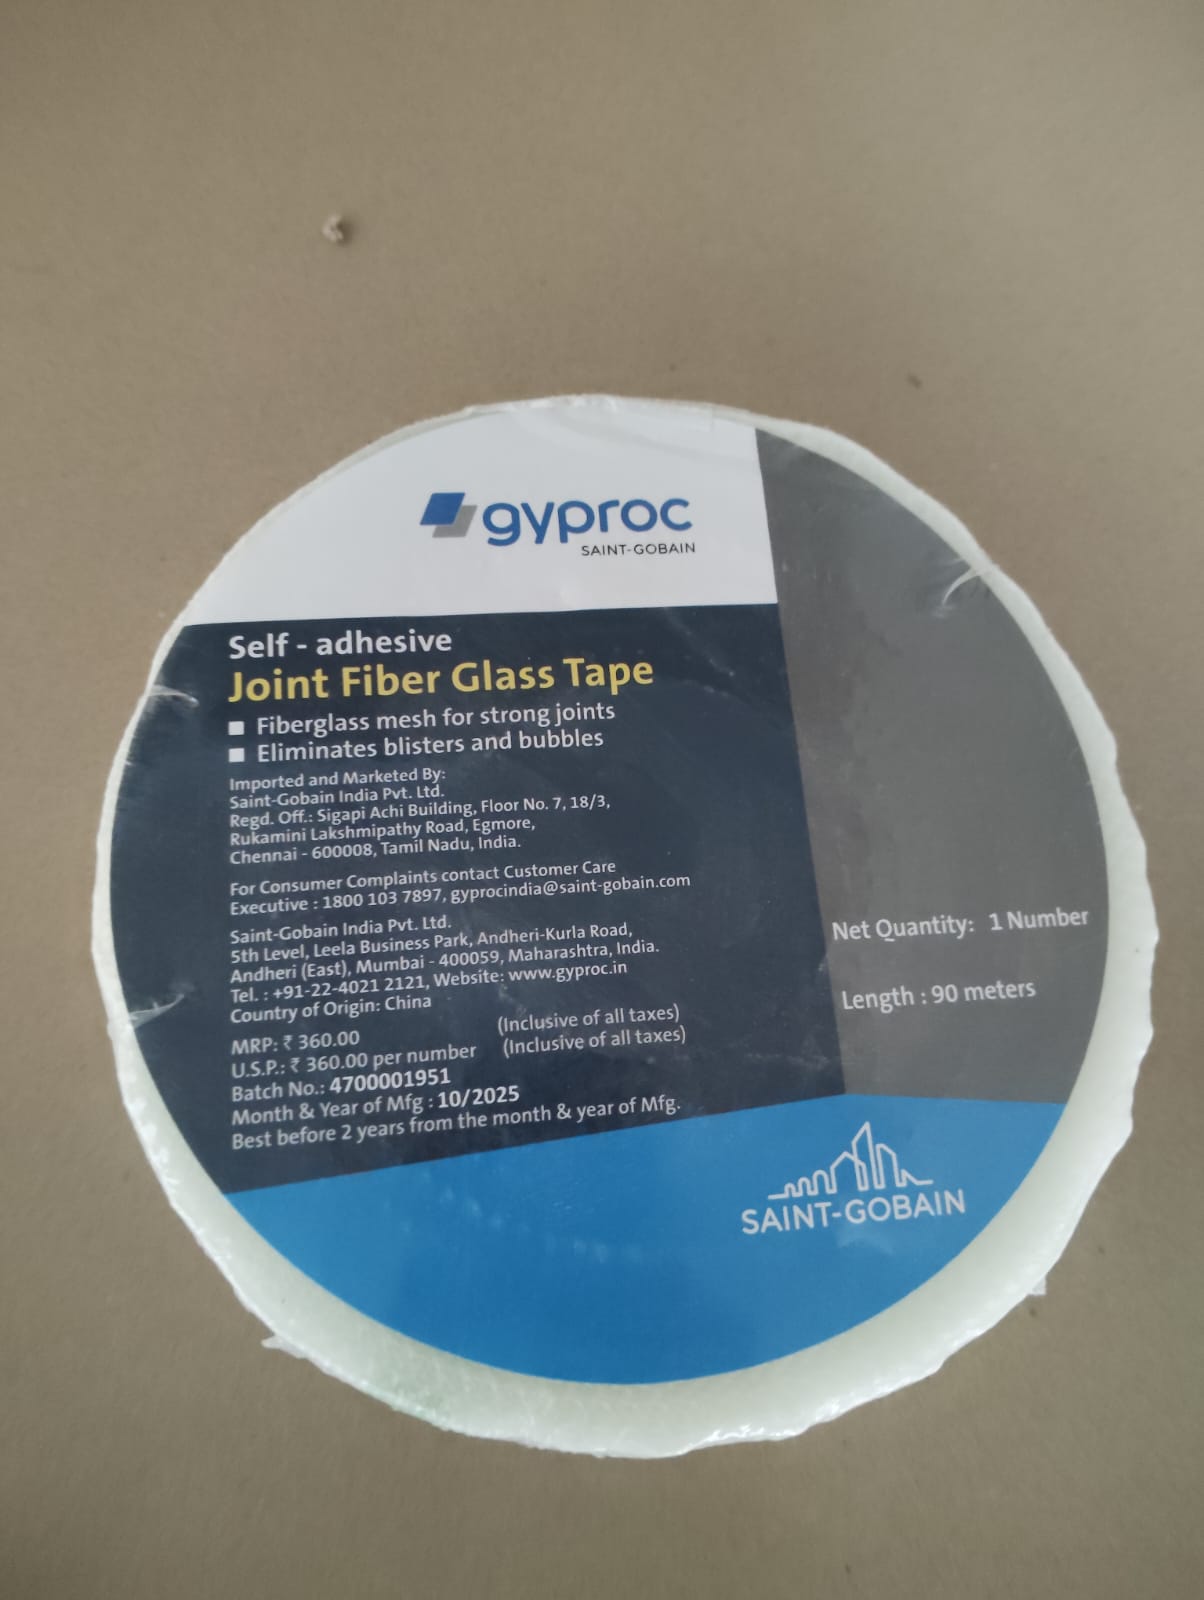 gyproc
SAINT-GOBAIN
Self - adhesive
Joint Fiber Glass Tape
■ Fiberglass mesh for strong joints
■ Eliminates blisters and bubbles
Imported and Marketed By:
Saint-Gobain India Pvt. Ltd.
Regd. Off.: Sigapi Achi Building, Floor No. 7, 18/3,
Rukamini Lakshmipathy Road, Egmore,
Chennai - 600008, Tamil Nadu, India.
For Consumer Complaints contact Customer Care
Executive : 1800 103 7897, gyprocindia@saint-gobain.com
Saint-Gobain India Pvt. Ltd.
5th Level, Leela Business Park, Andheri-Kurla Road,
Andheri (East), Mumbai - 400059, Maharashtra, India.
Tel. : +91-22-4021 2121, Website: www.gyproc.in
Country of Origin: China
MRP: ₹ 360.00 (Inclusive of all taxes)
U.S.P.: ₹ 360.00 per number (Inclusive of all taxes)
Batch No.: 4700001951
Month & Year of Mfg : 10/2025
Best before 2 years from the month & year of Mfg.
Net Quantity: 1 Number
Length : 90 meters
SAINT-GOBAIN